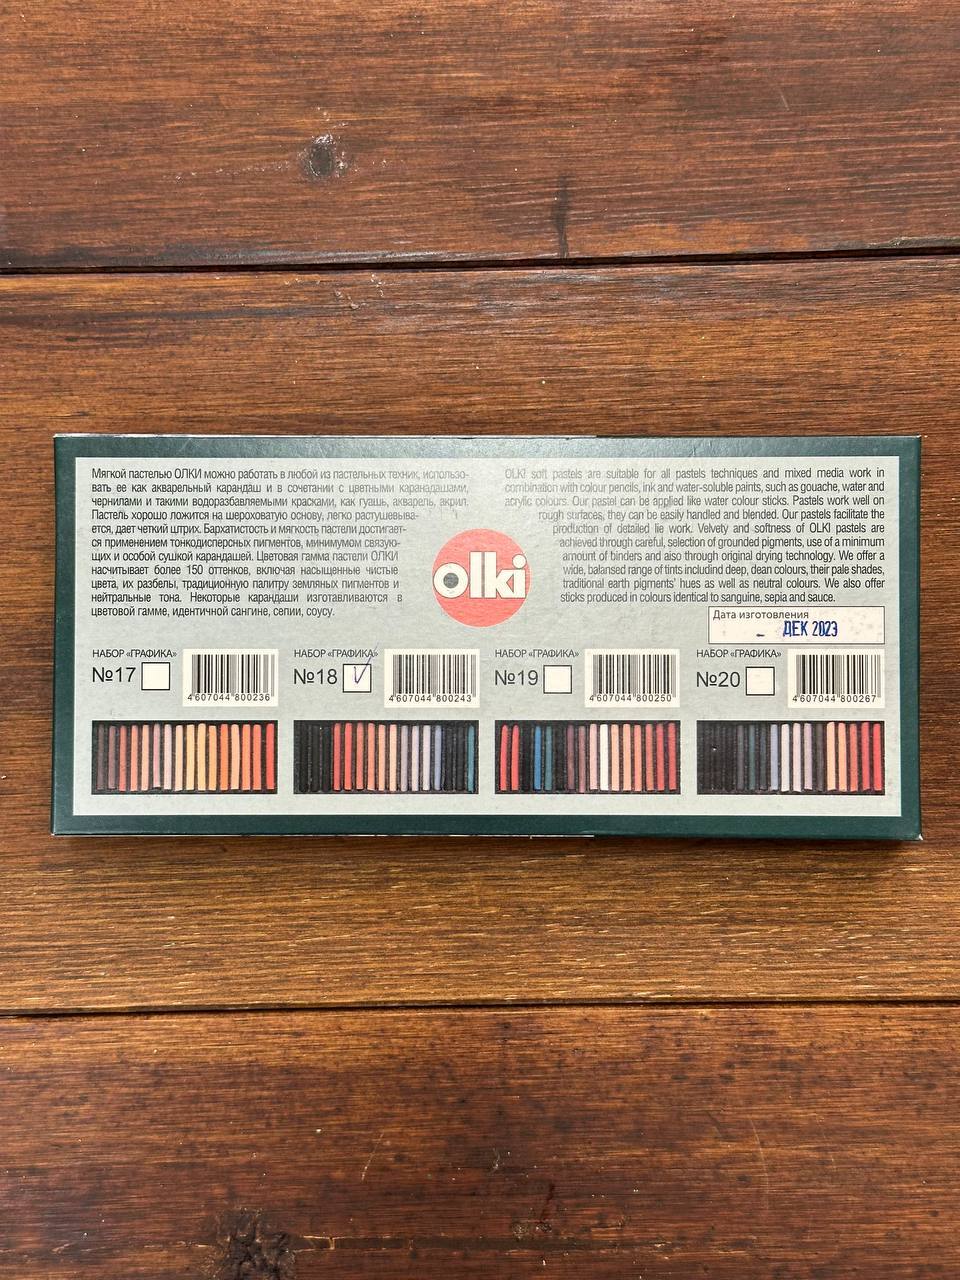 Мягкой пастелью ОЛКИ можно работать в любой из пастельных техник, использо-
вать ее как акварельный карандаш и в сочетании с цветными каранадашами,
чернилами и такими водоразбавляемыми красками, как гуашь, акварель, акрил.
Пастель хорошо ложится на шероховатую основу, легко растушевыва-
ется, дает четкий штрих. Бархатистость и мягкость пастели достигает-
ся применением тонкодисперсных пигментов, минимумом связую-
щих и особой сушкой карандашей. Цветовая гамма пастели ОЛКИ
насчитывает более 150 оттенков, включая насыщенные чистые
цвета, их разбелы, традиционную палитру земляных пигментов и
нейтральные тона. Некоторые карандаши изготавливаются в
цветовой гамме, идентичной сангине, сепии, соусу.
OLKI soft pastels are suitable for all pastels techniques and mixed media work in
combination with colour pencils, ink and water-soluble paints, such as gouache, water and
acrylic colours. Our pastel can be applied like water colour sticks. Pastels work well on
rough surfaces, they can be easily handled and blended. Our pastels facilitate the
production of detailed lie work. Velvety and softness of OLKI pastels are
achieved through careful, selection of grounded pigments, use of a minimum
amount of binders and aiso through original drying technology. We offer a
wide, balansed range of tints includind deep, dean colours, their pale shades,
traditional earth pigments' hues as well as neutral colours. We also offer
sticks produced in colours identical to sanguine, sepia and sauce.
olki
Дата изготовления
ДЕК 2023
НАБОР «ГРАФИКА»
№17
4 607044 800236
НАБОР «ГРАФИКА»
№18
4 607044 800243
НАБОР «ГРАФИКА»
№19
4 607044 800250
НАБОР «ГРАФИКА»
№20
4 607044 800267